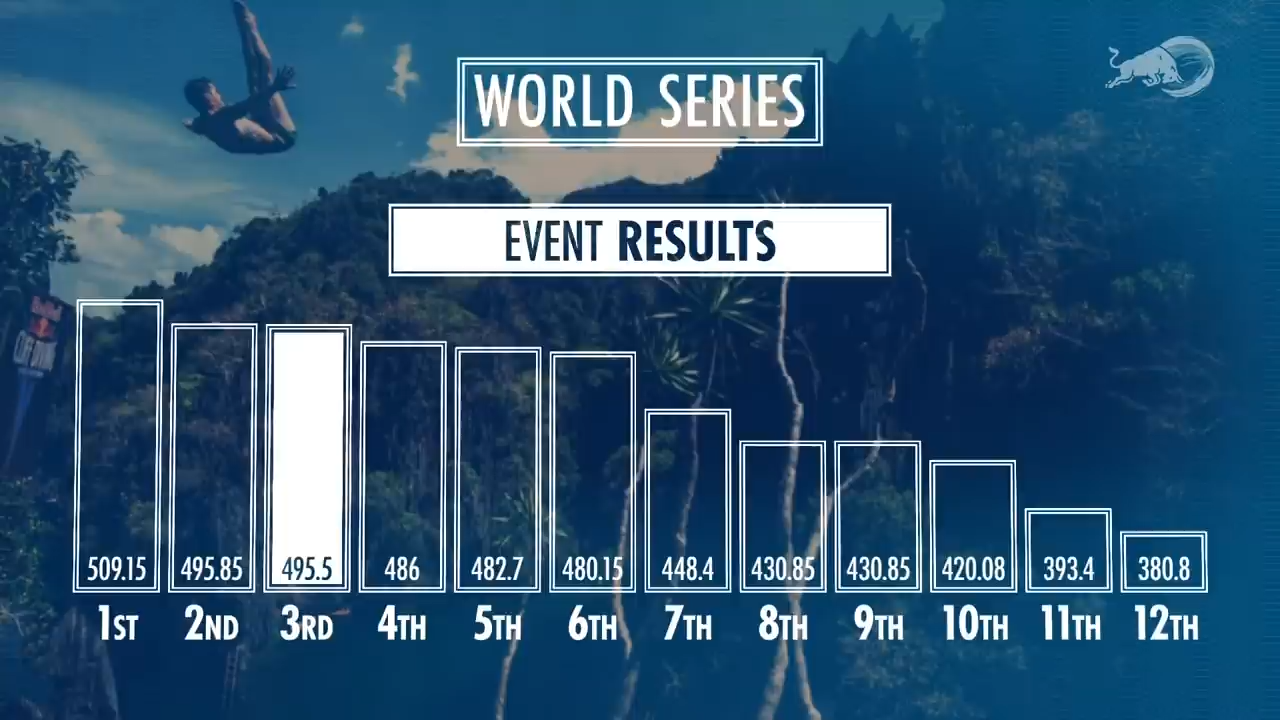 WORLD SERIES
EVENT RESULTS
509.15 495.85 495.5 486 482.7 480.15 448.4 430.85 430.85 420.08 393.4 380.8
1ST 2ND 3RD 4TH 5TH 6TH 7TH 8TH 9TH 10TH 11TH 12TH